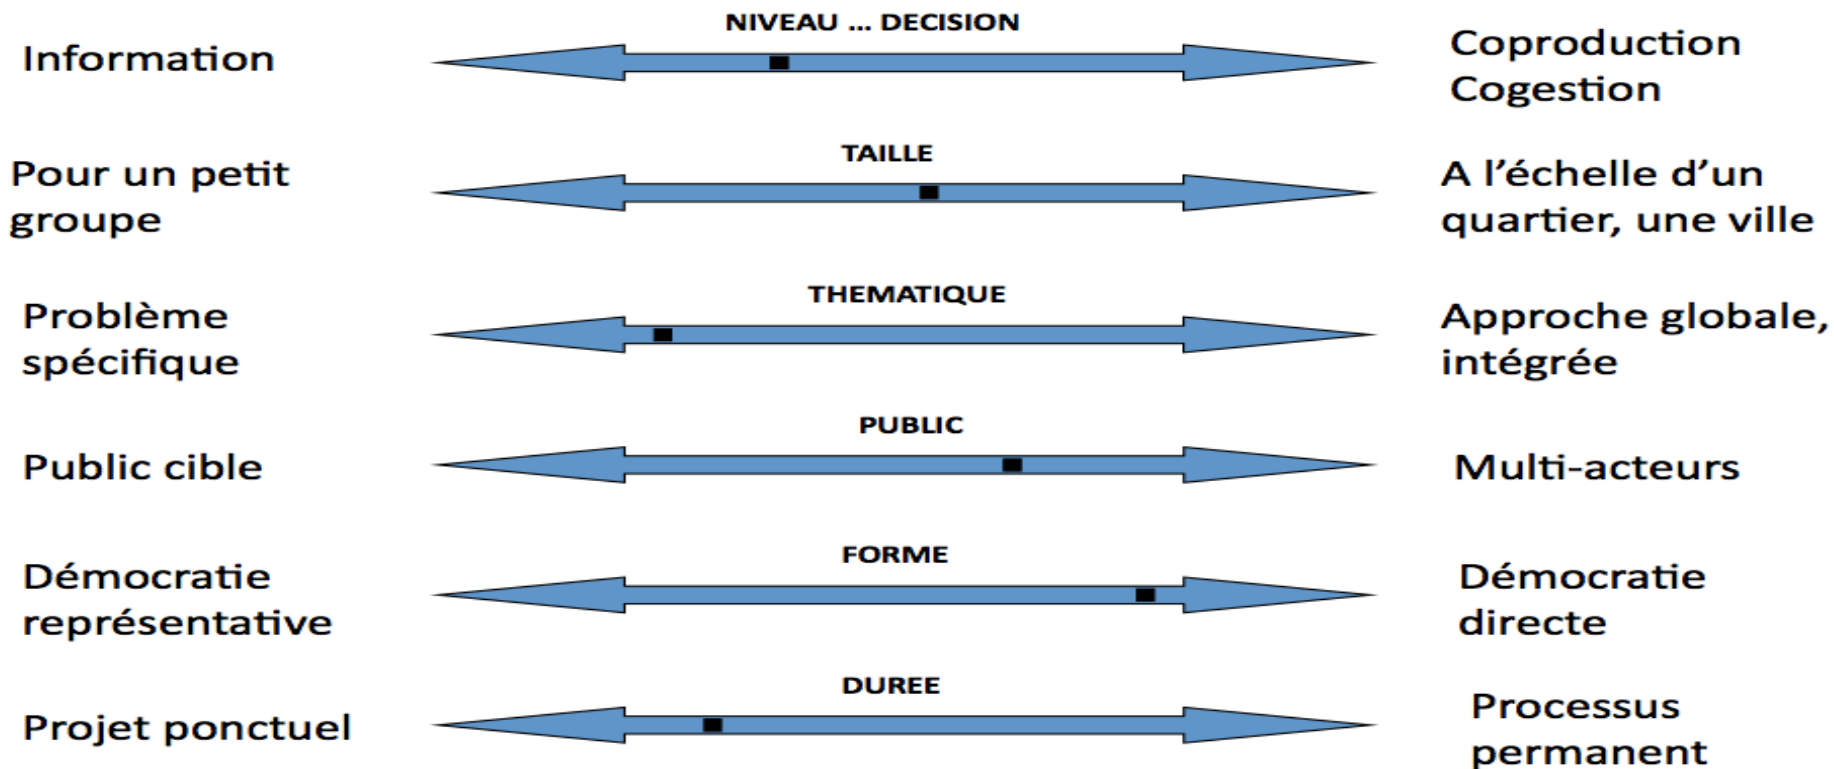 NIVEAU ... DECISION
Information
Coproduction
Cogestion
TAILLE
Pour un petit
groupe
A l’échelle d’un
quartier, une ville
THEMATIQUE
Problème
spécifique
Approche globale,
intégrée
PUBLIC
Public cible
Multi-acteurs
FORME
Démocratie
représentative
Démocratie
directe
DUREE
Projet ponctuel
Processus
permanent